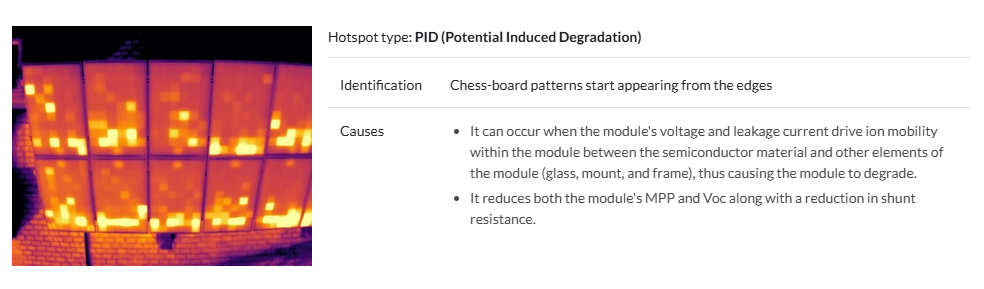 Hotspot type: PID (Potential Induced Degradation)
Identification Chess-board patterns start appearing from the edges
Causes
• It can occur when the module's voltage and leakage current drive ion mobility
within the module between the semiconductor material and other elements of
the module (glass, mount, and frame), thus causing the module to degrade.
• It reduces both the module's MPP and Voc along with a reduction in shunt
resistance.